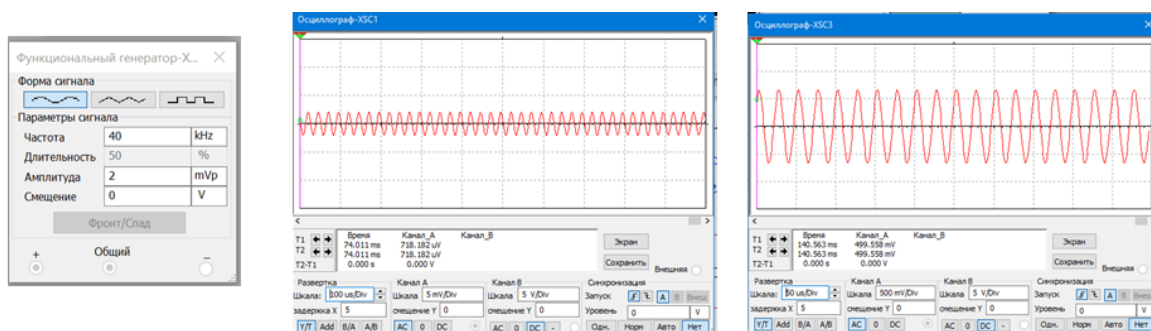 Функциональный генератор-X...
Форма сигнала
Параметры сигнала
Частота 40 kHz
Длительность 50 %
Амплитуда 2 mVp
Смещение 0 V
Фронт/Спад
+ Общий –
Осциллограф-XSC1
T1
T2
T2-T1
Время Канал_A Канал_B
74.011 ms 718.182 uV
74.011 ms 718.182 uV
0.000 s 0.000 V
Экран
Сохранить
Внешняя
Развертка Канал A Канал B Синхронизация
Шкала: 100 us/Div Шкала 5 mV/Div Шкала 5 V/Div Запуск A B Внеш
задержка X 5 смещение Y 0 смещение Y 0 Уровень 0 V
Y/T Add B/A A/B AC 0 DC AC 0 DC - Одн. Норм Авто Нет
Осциллограф-XSC3
T1
T2
T2-T1
Время Канал_A Канал_B
140.563 ms 499.558 mV
140.563 ms 499.558 mV
0.000 s 0.000 V
Экран
Сохранить
Внешняя
Развертка Канал A Канал B Синхронизация
Шкала: 50 us/Div Шкала 500 mV/Div Шкала 5 V/Div Запуск A B Внеш
задержка X 5 смещение Y 0 смещение Y 0 Уровень 0 V
Y/T Add B/A A/B AC 0 DC AC 0 DC - Одн. Норм Авто Нет